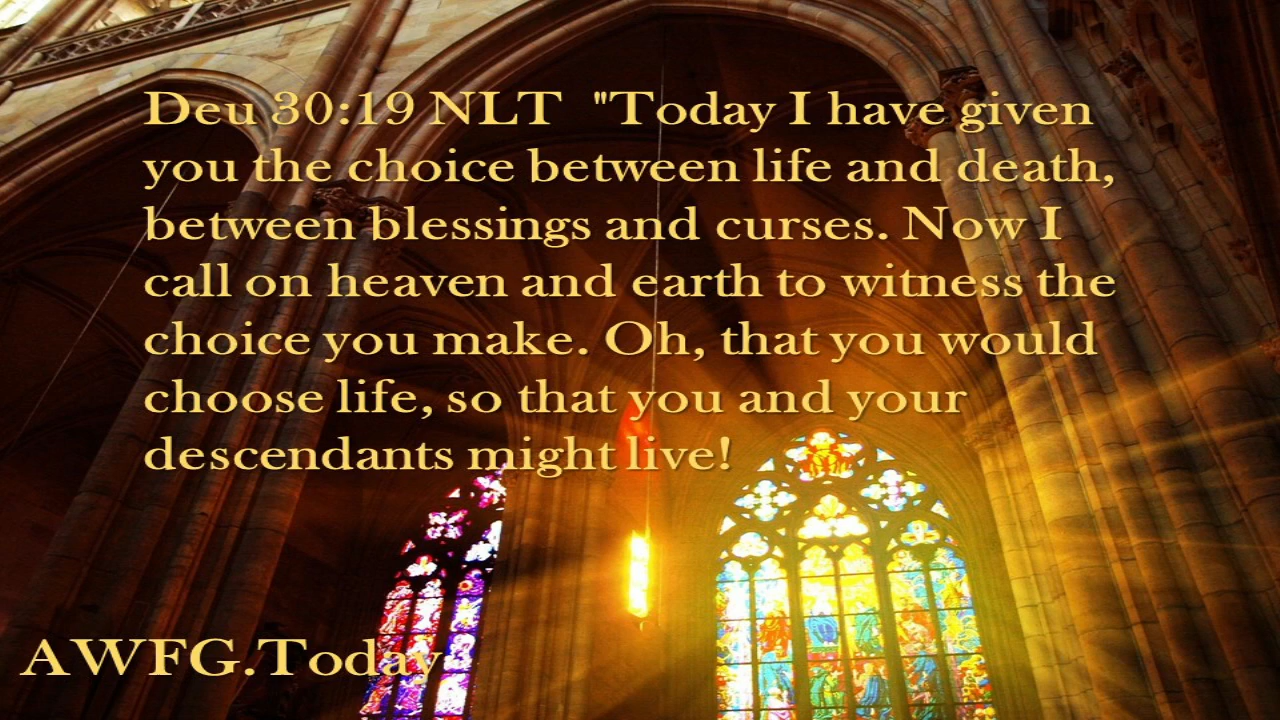 Deu 30:19 NLT  "Today I have given
you the choice between life and death,
between blessings and curses. Now I
call on heaven and earth to witness the
choice you make. Oh, that you would
choose life, so that you and your
descendants might live!
AWFG.Today